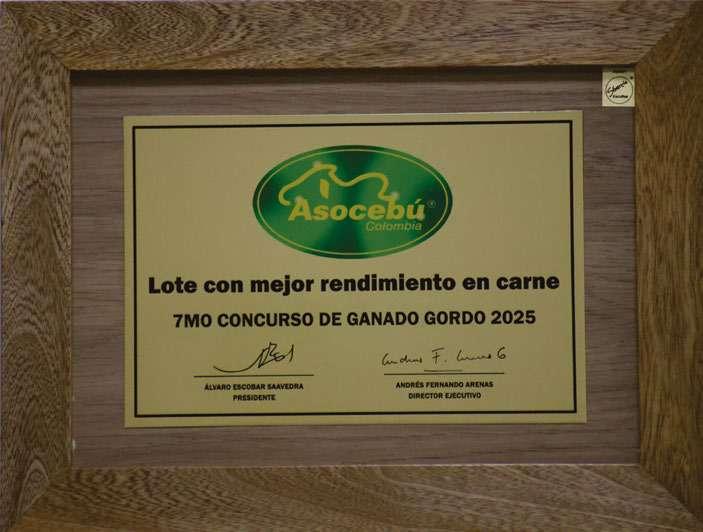 Asocebú®
Colombia
Lote con mejor rendimiento en carne
7MO CONCURSO DE GANADO GORDO 2025
ÁLVARO ESCOBAR SAAVEDRA
PRESIDENTE
ANDRÉS FERNANDO ARENAS
DIRECTOR EJECUTIVO